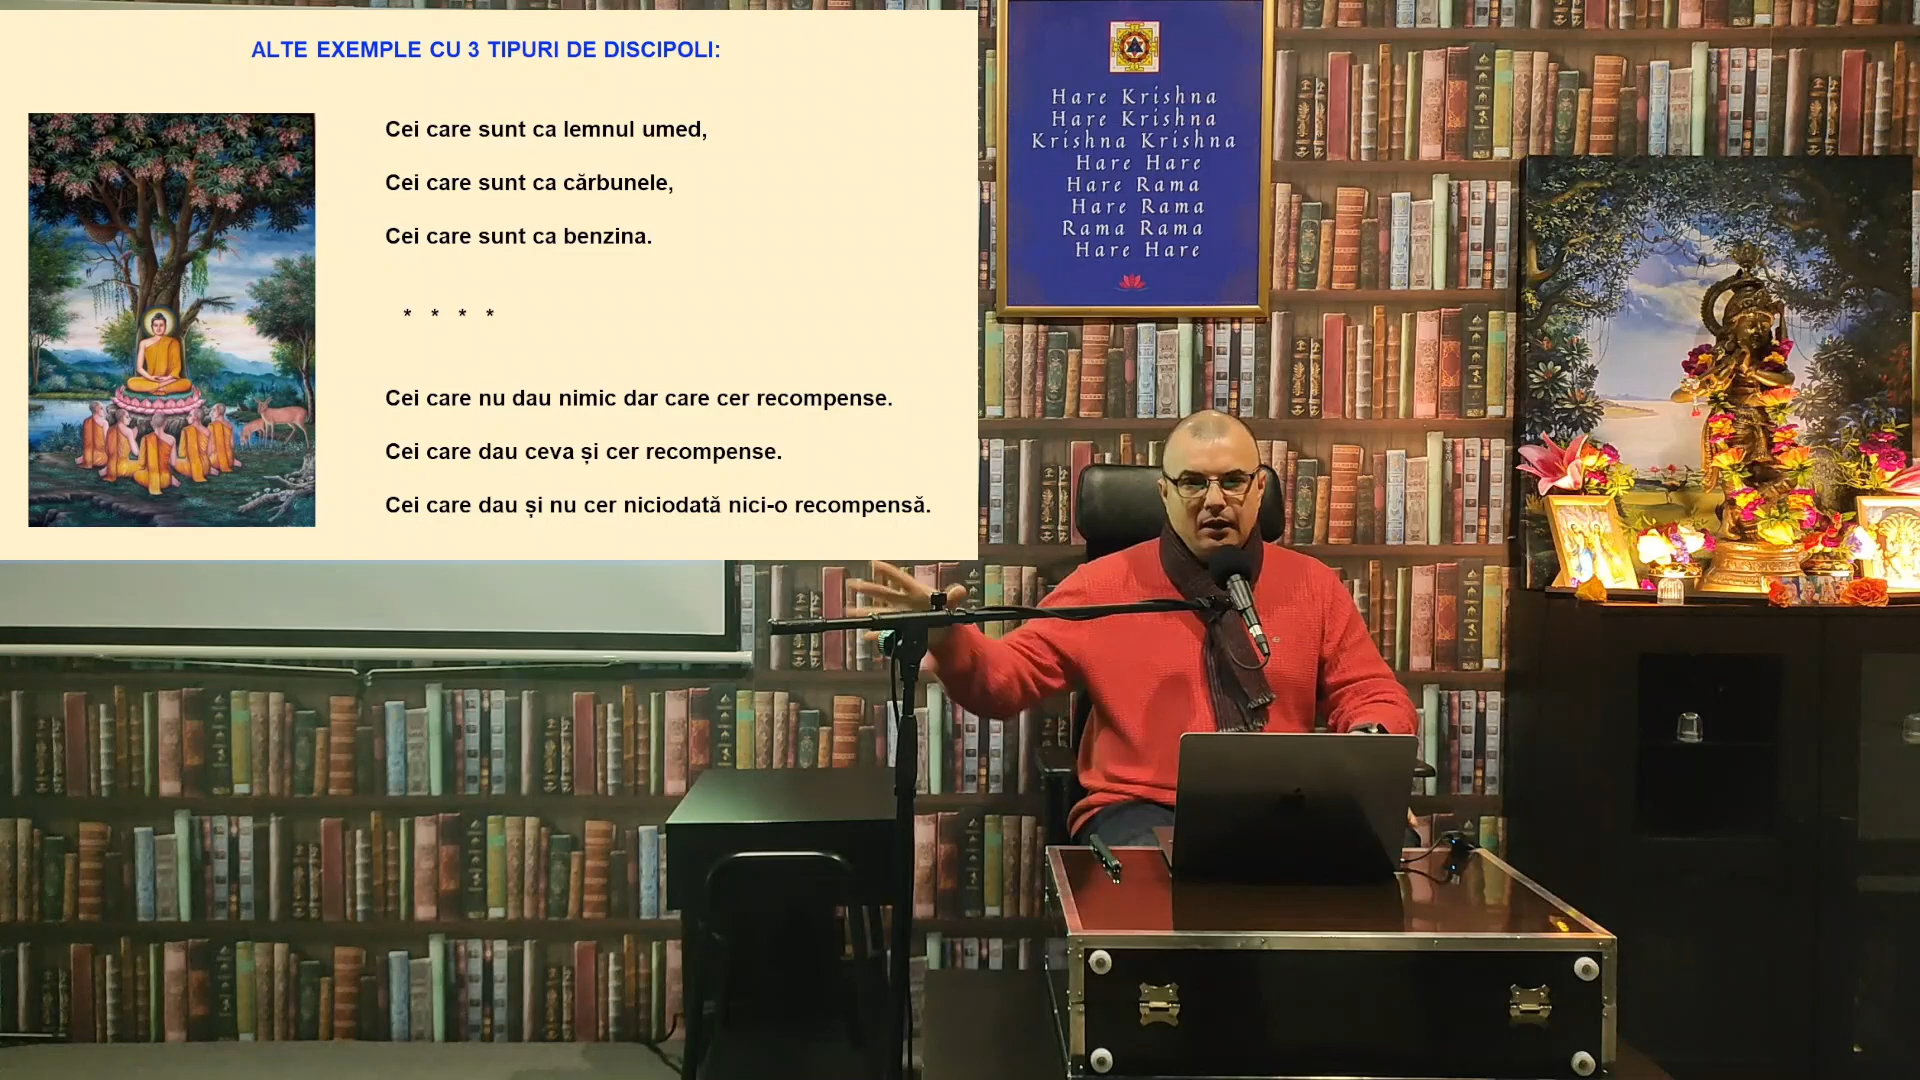 ALTE EXEMPLE CU 3 TIPURI DE DISCIPOLI:
Cei care sunt ca lemnul umed,
Cei care sunt ca cărbunele,
Cei care sunt ca benzina.
* * * *
Cei care nu dau nimic dar care cer recompense.
Cei care dau ceva și cer recompense.
Cei care dau și nu cer niciodată nici-o recompensă.
Hare Krishna
Hare Krishna
Krishna Krishna
Hare Hare
Hare Rama
Hare Rama
Rama Rama
Hare Hare